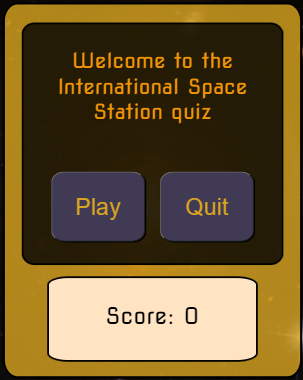 Welcome to the
International Space
Station quiz
Play Quit
Score: 0